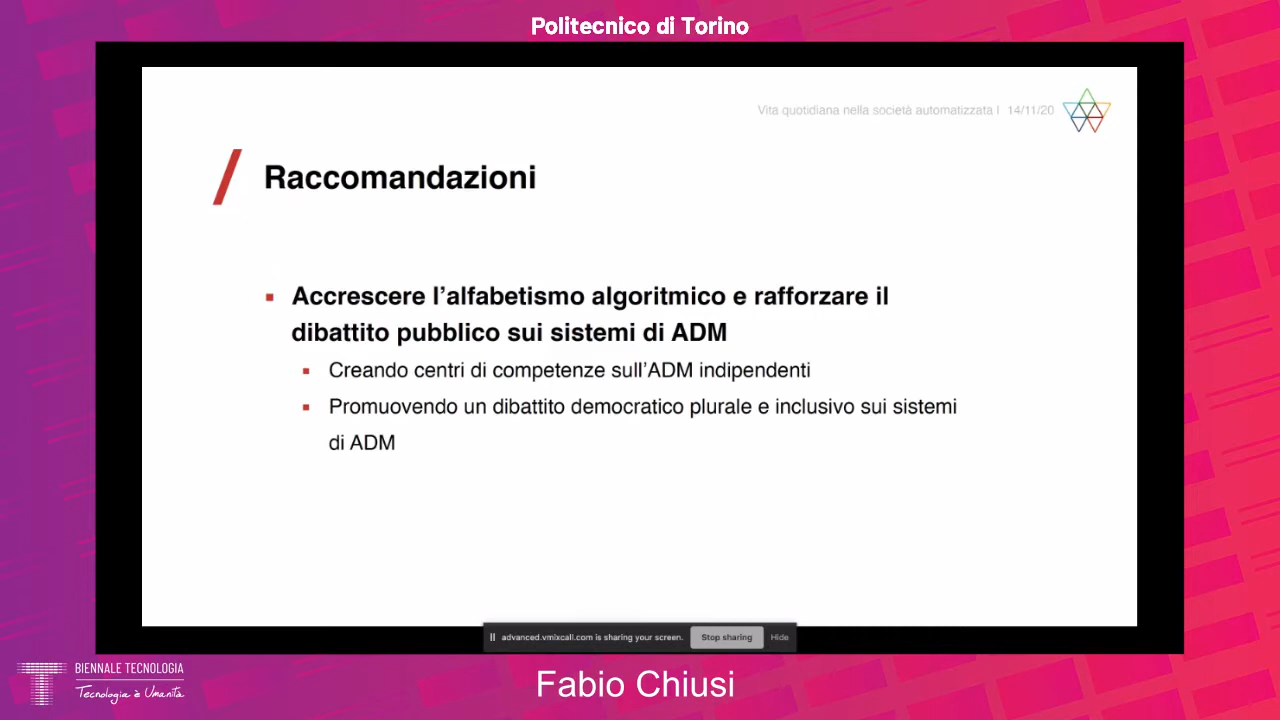 Politecnico di Torino
Vita quotidiana nella società automatizzata | 14/11/20
Raccomandazioni
Accrescere l'alfabetismo algoritmico e rafforzare il
dibattito pubblico sui sistemi di ADM
Creando centri di competenze sull'ADM indipendenti
Promuovendo un dibattito democratico plurale e inclusivo sui sistemi
di ADM
advanced.vmixcall.com is sharing your screen. Stop sharing Hide
BIENNALE TECNOLOGIA
Tecnologia è Umanità
Fabio Chiusi